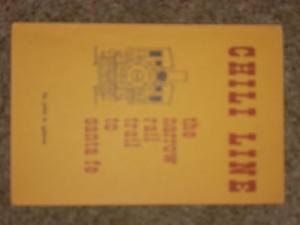 CHILI LINE
the
narrow
rail
trail
to
santa fe